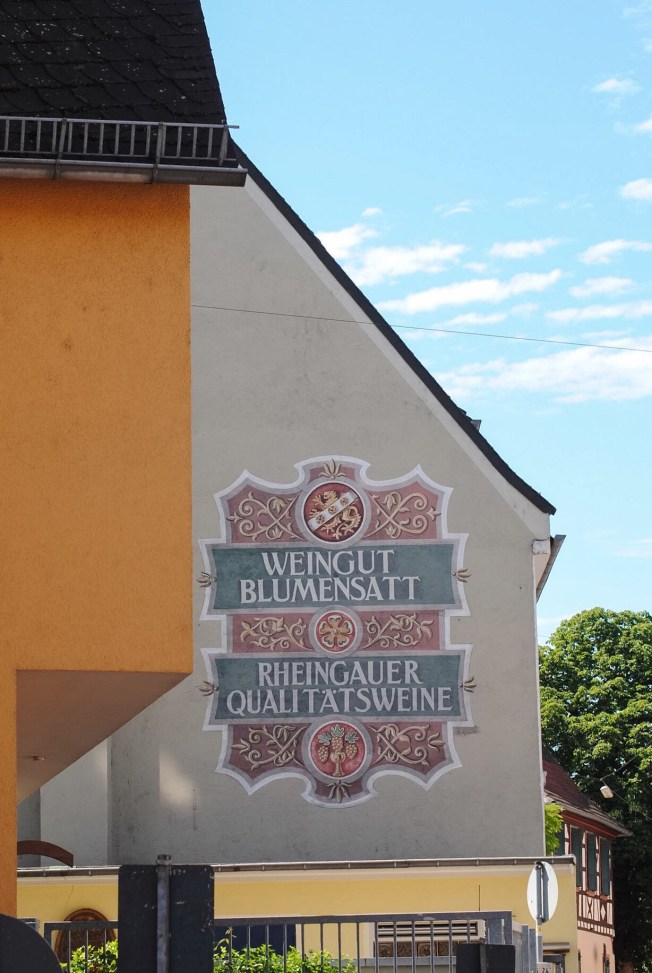 WEINGUT
BLUMENSATT
RHEINGAUER
QUALITÄTSWEINE